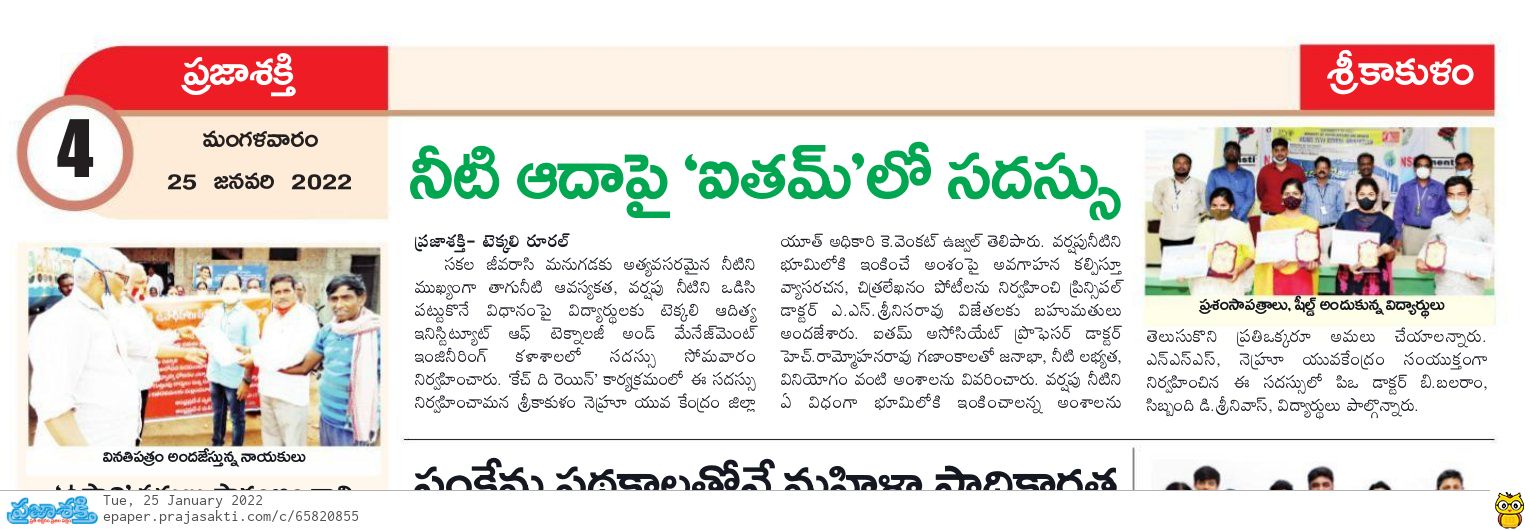 ప్రజాశక్తి
శ్రీకాకుళం
4
మంగళవారం
25 జనవరి 2022
వినతిపత్రం అందజేస్తున్న నాయకులు
నీటి ఆదాపై ‘ఐతమ్’లో సదస్సు
ప్రజాశక్తి- టెక్కలి రూరల్
సకల జీవరాసి మనుగడకు అత్యవసరమైన నీటిని
ముఖ్యంగా తాగునీటి ఆవస్యకత, వర్షపు నీటిని ఒడిసి
పట్టుకొనే విధానంపై విద్యార్థులకు టెక్కలి ఆదిత్య
ఇనిస్టిట్యూట్ ఆఫ్ టెక్నాలజీ అండ్ మేనేజ్‌మెంట్
ఇంజినీరింగ్ కళాశాలలో సదస్సు సోమవారం
నిర్వహించారు. ‘కేచ్ ది రెయిన్’ కార్యక్రమంలో ఈ సదస్సు
నిర్వహించామన శ్రీకాకుళం నెహ్రూ యువ కేంద్రం జిల్లా
యూత్ అధికారి కె.వెంకట్ ఉజ్వల్ తెలిపారు. వర్షపునీటిని
భూమిలోకి ఇంకించే అంశంపై అవగాహన కల్పిస్తూ
వ్యాసరచన, చిత్రలేఖనం పోటీలను నిర్వహించి ప్రిన్సిపల్
డాక్టర్ ఎ.ఎస్.శ్రీనిసరావు విజేతలకు బహుమతులు
అందజేశారు. ఐతమ్ అసోసియేట్ ప్రొఫెసర్ డాక్టర్
హెచ్.రామ్మోహనరావు గణాంకాలతో జనాభా, నీటి లభ్యత,
వినియోగం వంటి అంశాలను వివరించారు. వర్షపు నీటిని
ఏ విధంగా భూమిలోకి ఇంకించాలన్న అంశాలను
ప్రశంసాపత్రాలు, షీల్డ్ అందుకున్న విద్యార్థులు
తెలుసుకొని ప్రతిఒక్కరూ అమలు చేయాలన్నారు.
ఎన్ఎస్ఎస్, నెహ్రూ యువకేంద్రం సంయుక్తంగా
నిర్వహించిన ఈ సదస్సులో పిఒ డాక్టర్ బి.బలరాం,
సిబ్బంది డి.శ్రీనివాస్, విద్యార్థులు పాల్గొన్నారు.
సంక్షేమ పథకాలతోనే మహిళా సాధికారత
ప్రజాశక్తి
Tue, 25 January 2022
epaper.prajasakti.com/c/65820855